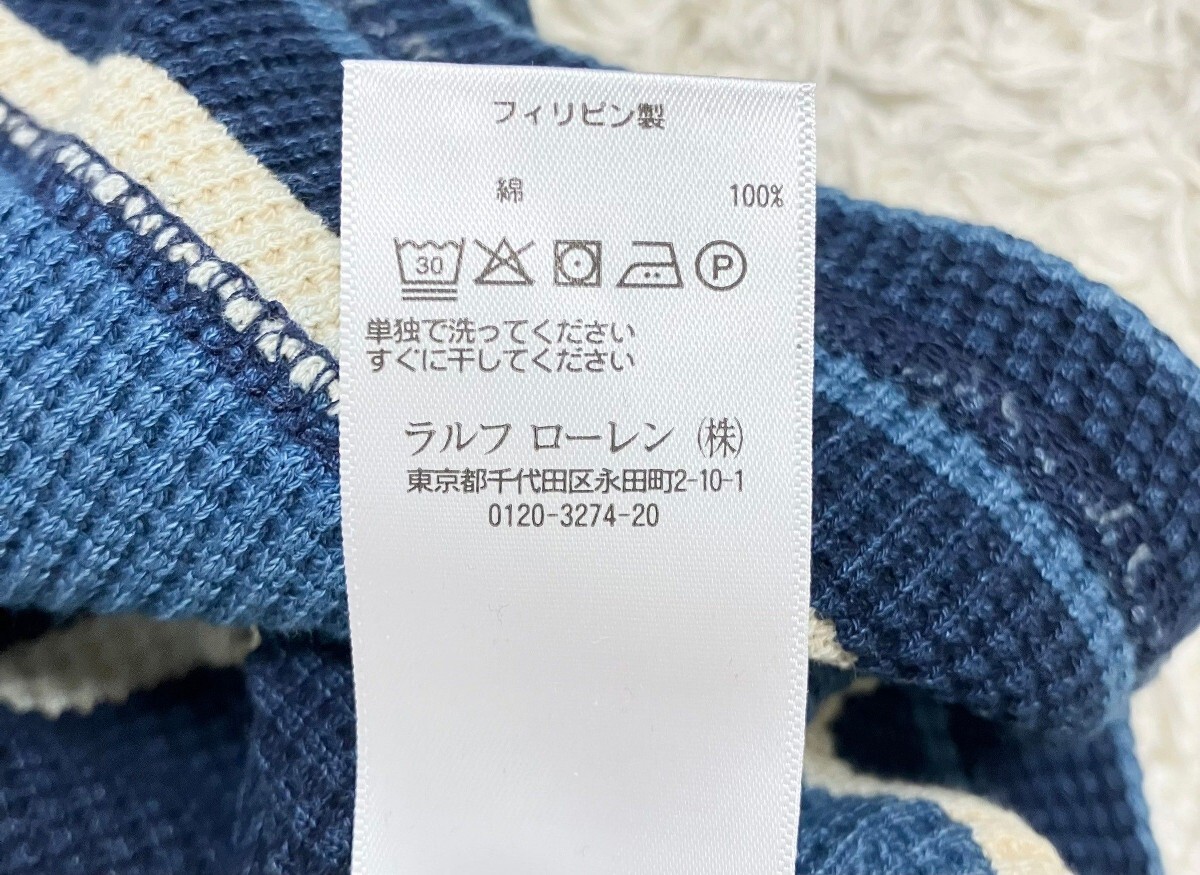 フィリピン製
綿 100%
30 P
単独で洗ってください
すぐに干してください
ラルフ ローレン (株)
東京都千代田区永田町2-10-1
0120-3274-20